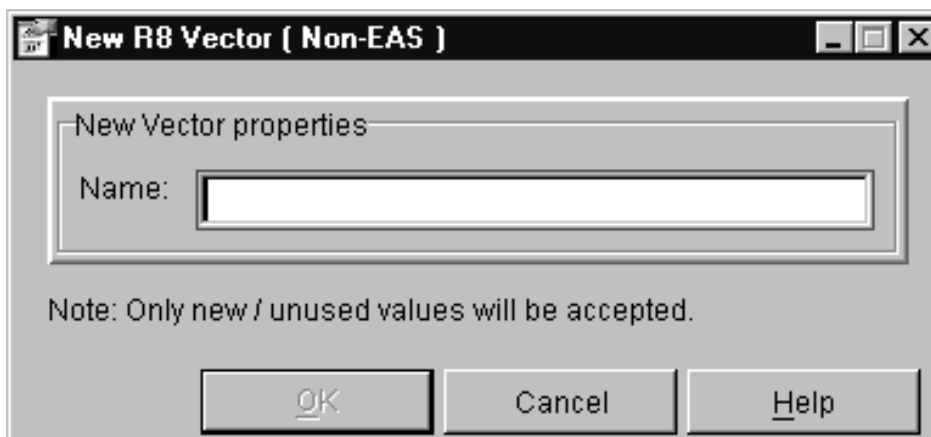 New R8 Vector ( Non-EAS )
New Vector properties
Name:
Note: Only new / unused values will be accepted.
OK Cancel Help